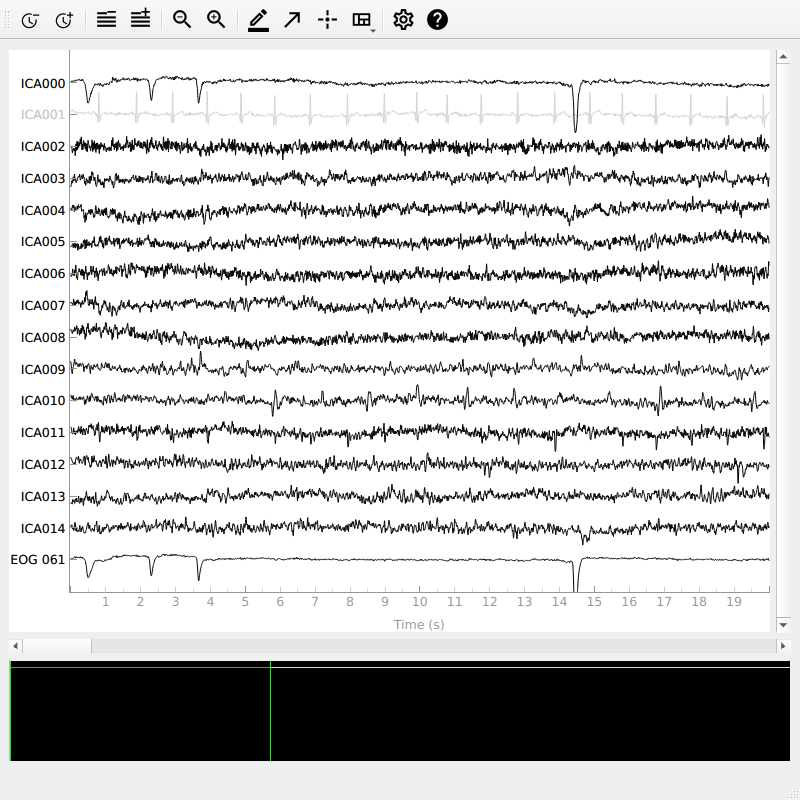 ICA000
ICA001
ICA002
ICA003
ICA004
ICA005
ICA006
ICA007
ICA008
ICA009
ICA010
ICA011
ICA012
ICA013
ICA014
EOG 061
1 2 3 4 5 6 7 8 9 10 11 12 13 14 15 16 17 18 19
Time (s)